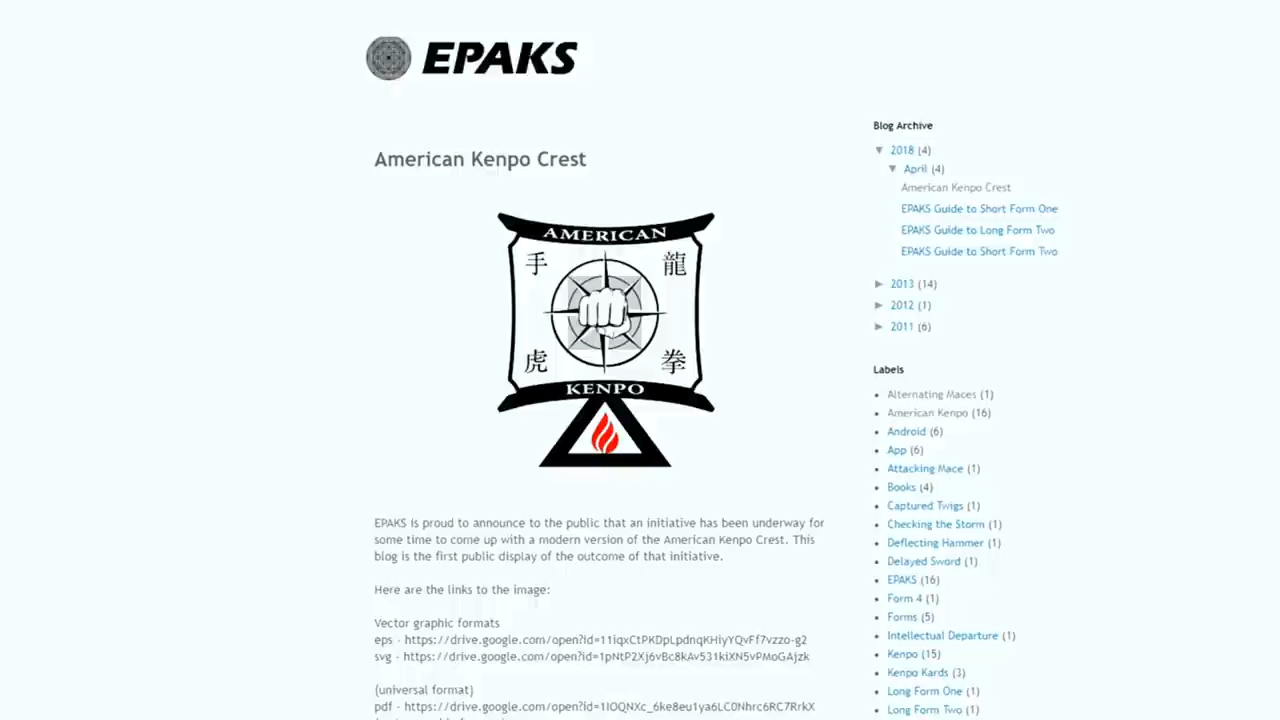 EPAKS
American Kenpo Crest
AMERICAN
手 龍
虎 拳
KENPO
EPAKS is proud to announce to the public that an initiative has been underway for
some time to come up with a modern version of the American Kenpo Crest. This
blog is the first public display of the outcome of that initiative.
Here are the links to the image:
Vector graphic formats
eps - https://drive.google.com/open?id=11iqxCtPKDpLpdnqKHiyYQvFf7vzzo-g2
svg - https://drive.google.com/open?id=1pNtP2Xj6vBc8kAv531kiXN5vPMoGAjzk
(universal format)
pdf - https://drive.google.com/open?id=1IOQNXc_6ke8eu1ya6LC0Nhrc6RC7RrkX
Blog Archive
▼ 2018 (4)
▼ April (4)
American Kenpo Crest
EPAKS Guide to Short Form One
EPAKS Guide to Long Form Two
EPAKS Guide to Short Form Two
► 2013 (14)
► 2012 (1)
► 2011 (6)
Labels
• Alternating Maces (1)
• American Kenpo (16)
• Android (6)
• App (6)
• Attacking Mace (1)
• Books (4)
• Captured Twigs (1)
• Checking the Storm (1)
• Deflecting Hammer (1)
• Delayed Sword (1)
• EPAKS (16)
• Form 4 (1)
• Forms (5)
• Intellectual Departure (1)
• Kenpo (15)
• Kenpo Kards (3)
• Long Form One (1)
• Long Form Two (1)